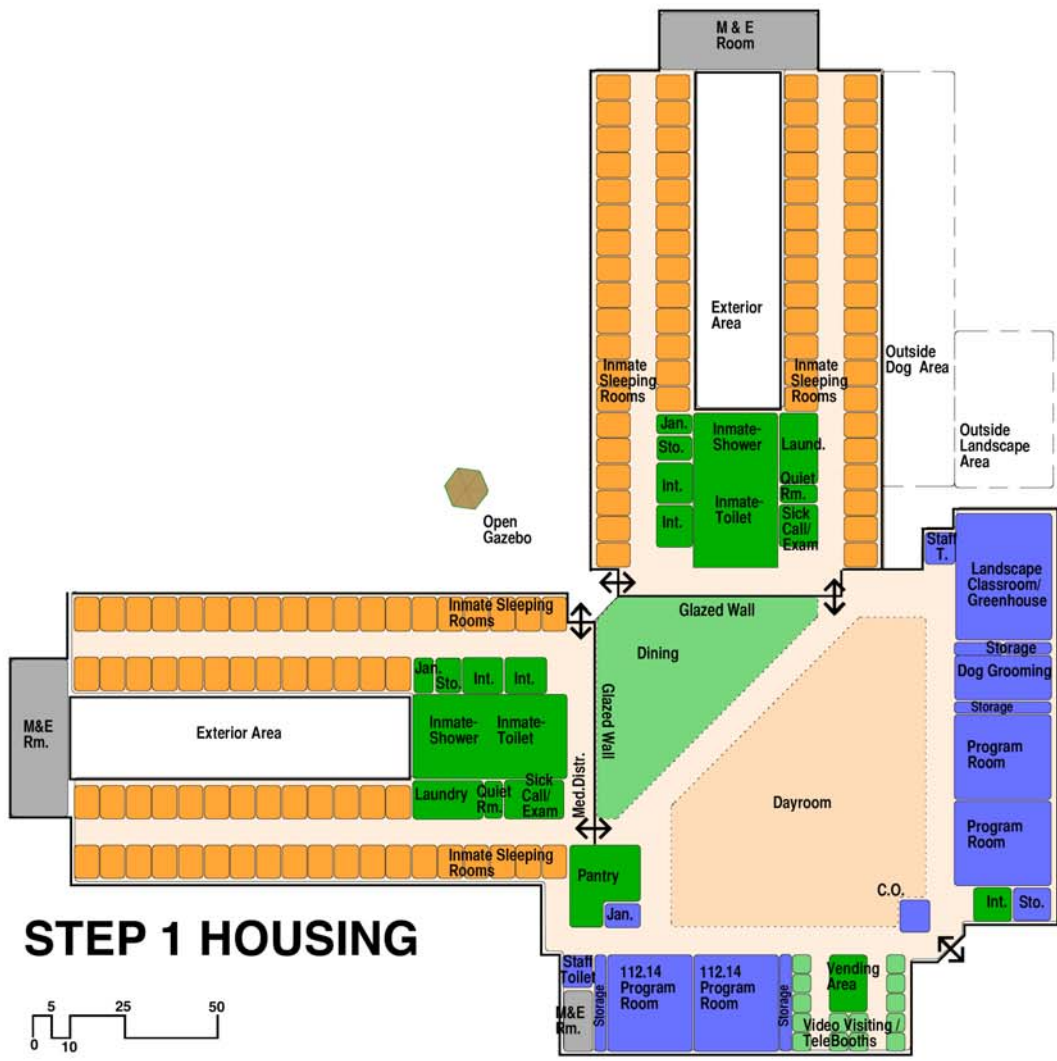 M & E
Room
Exterior
Area
Inmate
Sleeping
Rooms
Inmate
Sleeping
Rooms
Outside
Dog Area
Outside
Landscape
Area
Jan.
Sto.
Int.
Int.
Inmate-
Shower
Inmate-
Toilet
Laund.
Quiet
Rm.
Sick
Call/
Exam
Open
Gazebo
Staff
T.
Landscape
Classroom/
Greenhouse
Storage
Dog Grooming
Storage
Program
Room
Program
Room
Int.
Sto.
Glazed Wall
Dining
Glazed Wall
Inmate Sleeping
Rooms
Jan.
Sto.
Int.
Int.
M&E
Rm.
Exterior Area
Inmate-
Shower
Inmate-
Toilet
Laundry
Quiet
Rm.
Sick
Call/
Exam
Med.Distr.
Dayroom
Inmate Sleeping
Rooms
Pantry
Jan.
C.O.
STEP 1 HOUSING
Staff
Toilet
M&E
Rm.
Storage
112.14
Program
Room
112.14
Program
Room
Storage
Vending
Area
Video Visiting /
TeleBooths
5 25 50
0 10